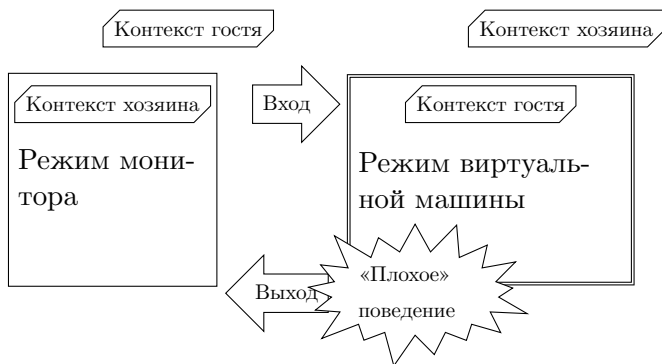 Контекст гостя
Контекст хозяина
Контекст хозяина
Вход
Контекст гостя
Режим мони-
тора
Режим виртуаль-
ной машины
Выход
«Плохое»
поведение